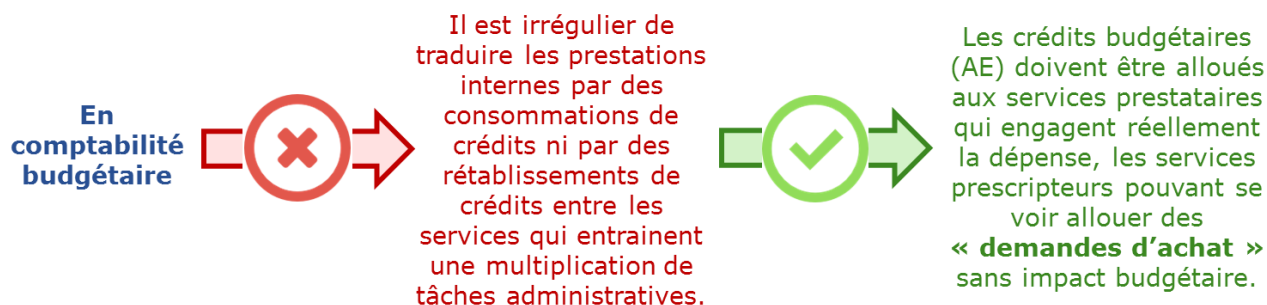 En
comptabilité
budgétaire
Il est irrégulier de
traduire les prestations
internes par des
consommations de
crédits ni par des
rétablissements de
crédits entre les
services qui entrainent
une multiplication de
tâches administratives.
Les crédits budgétaires
(AE) doivent être alloués
aux services prestataires
qui engagent réellement
la dépense, les services
prescripteurs pouvant se
voir allouer des
« demandes d’achat »
sans impact budgétaire.